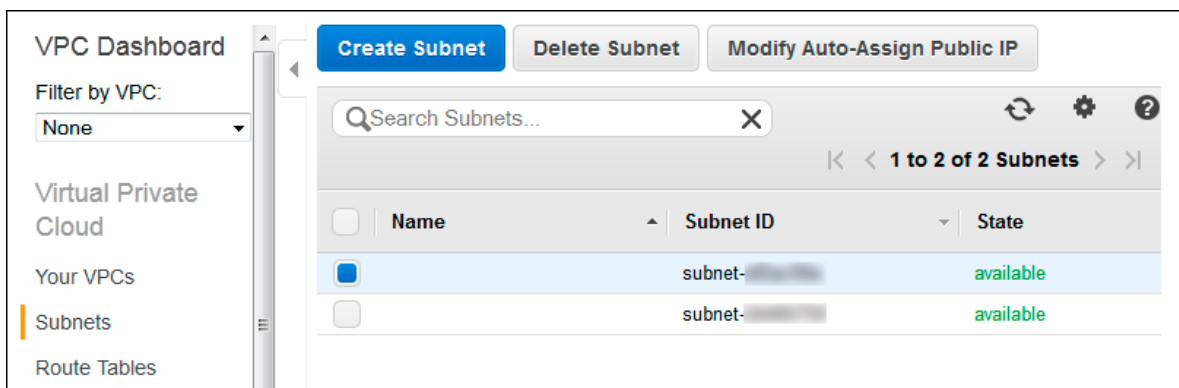 VPC Dashboard
Filter by VPC:
None
Virtual Private
Cloud
Your VPCs
Subnets
Route Tables
Create Subnet
Delete Subnet
Modify Auto-Assign Public IP
Search Subnets...
1 to 2 of 2 Subnets
Name Subnet ID State
subnet- available
subnet- available